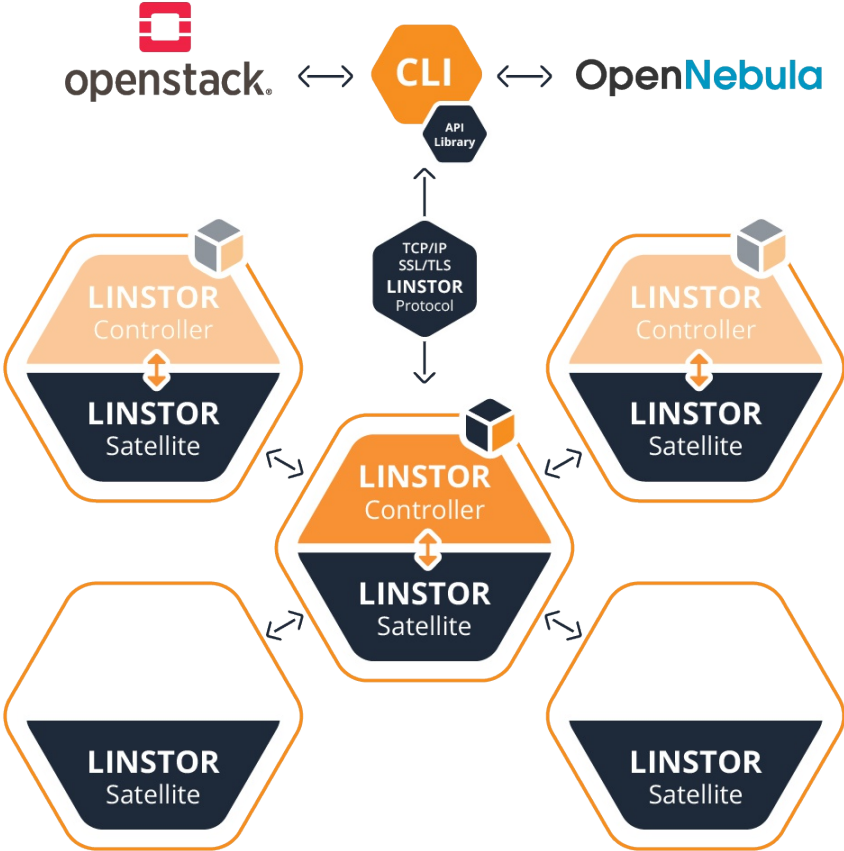 openstack.
CLI
OpenNebula
API
Library
TCP/IP
SSL/TLS
LINSTOR
Protocol
LINSTOR
Controller
LINSTOR
Satellite
LINSTOR
Controller
LINSTOR
Satellite
LINSTOR
Controller
LINSTOR
Satellite
LINSTOR
Satellite
LINSTOR
Satellite